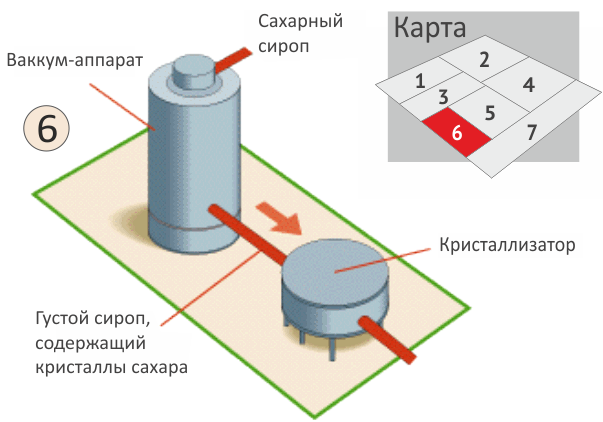 Сахарный
сироп
Ваккум-аппарат
6
Карта
1
2
3
4
5
6
7
Кристаллизатор
Густой сироп,
содержащий
кристаллы сахара